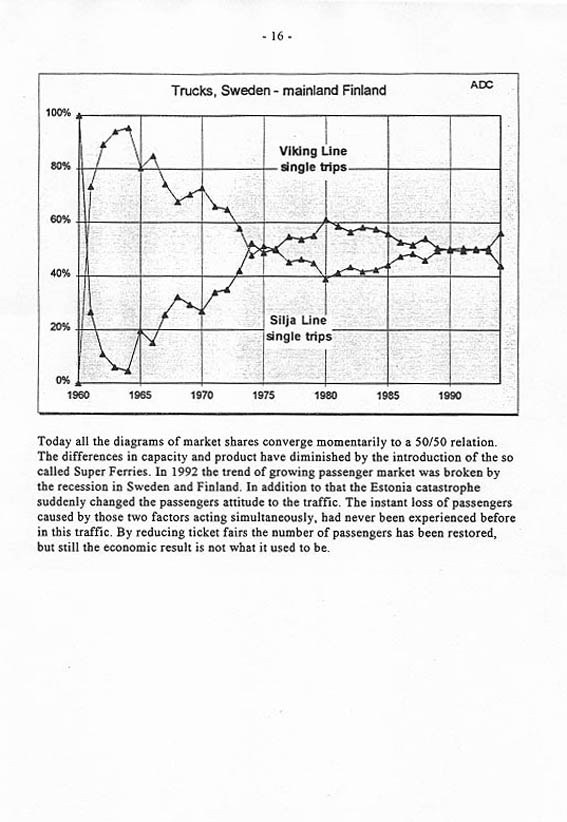 - 16 -
Trucks, Sweden - mainland Finland
ADC
100%
80%
60%
40%
20%
0%
Viking Line
single trips
Silja Line
single trips
1960 1965 1970 1975 1980 1985 1990
Today all the diagrams of market shares converge momentarily to a 50/50 relation.
The differences in capacity and product have diminished by the introduction of the so
called Super Ferries. In 1992 the trend of growing passenger market was broken by
the recession in Sweden and Finland. In addition to that the Estonia catastrophe
suddenly changed the passengers attitude to the traffic. The instant loss of passengers
caused by those two factors acting simultaneously, had never been experienced before
in this traffic. By reducing ticket fairs the number of passengers has been restored,
but still the economic result is not what it used to be.